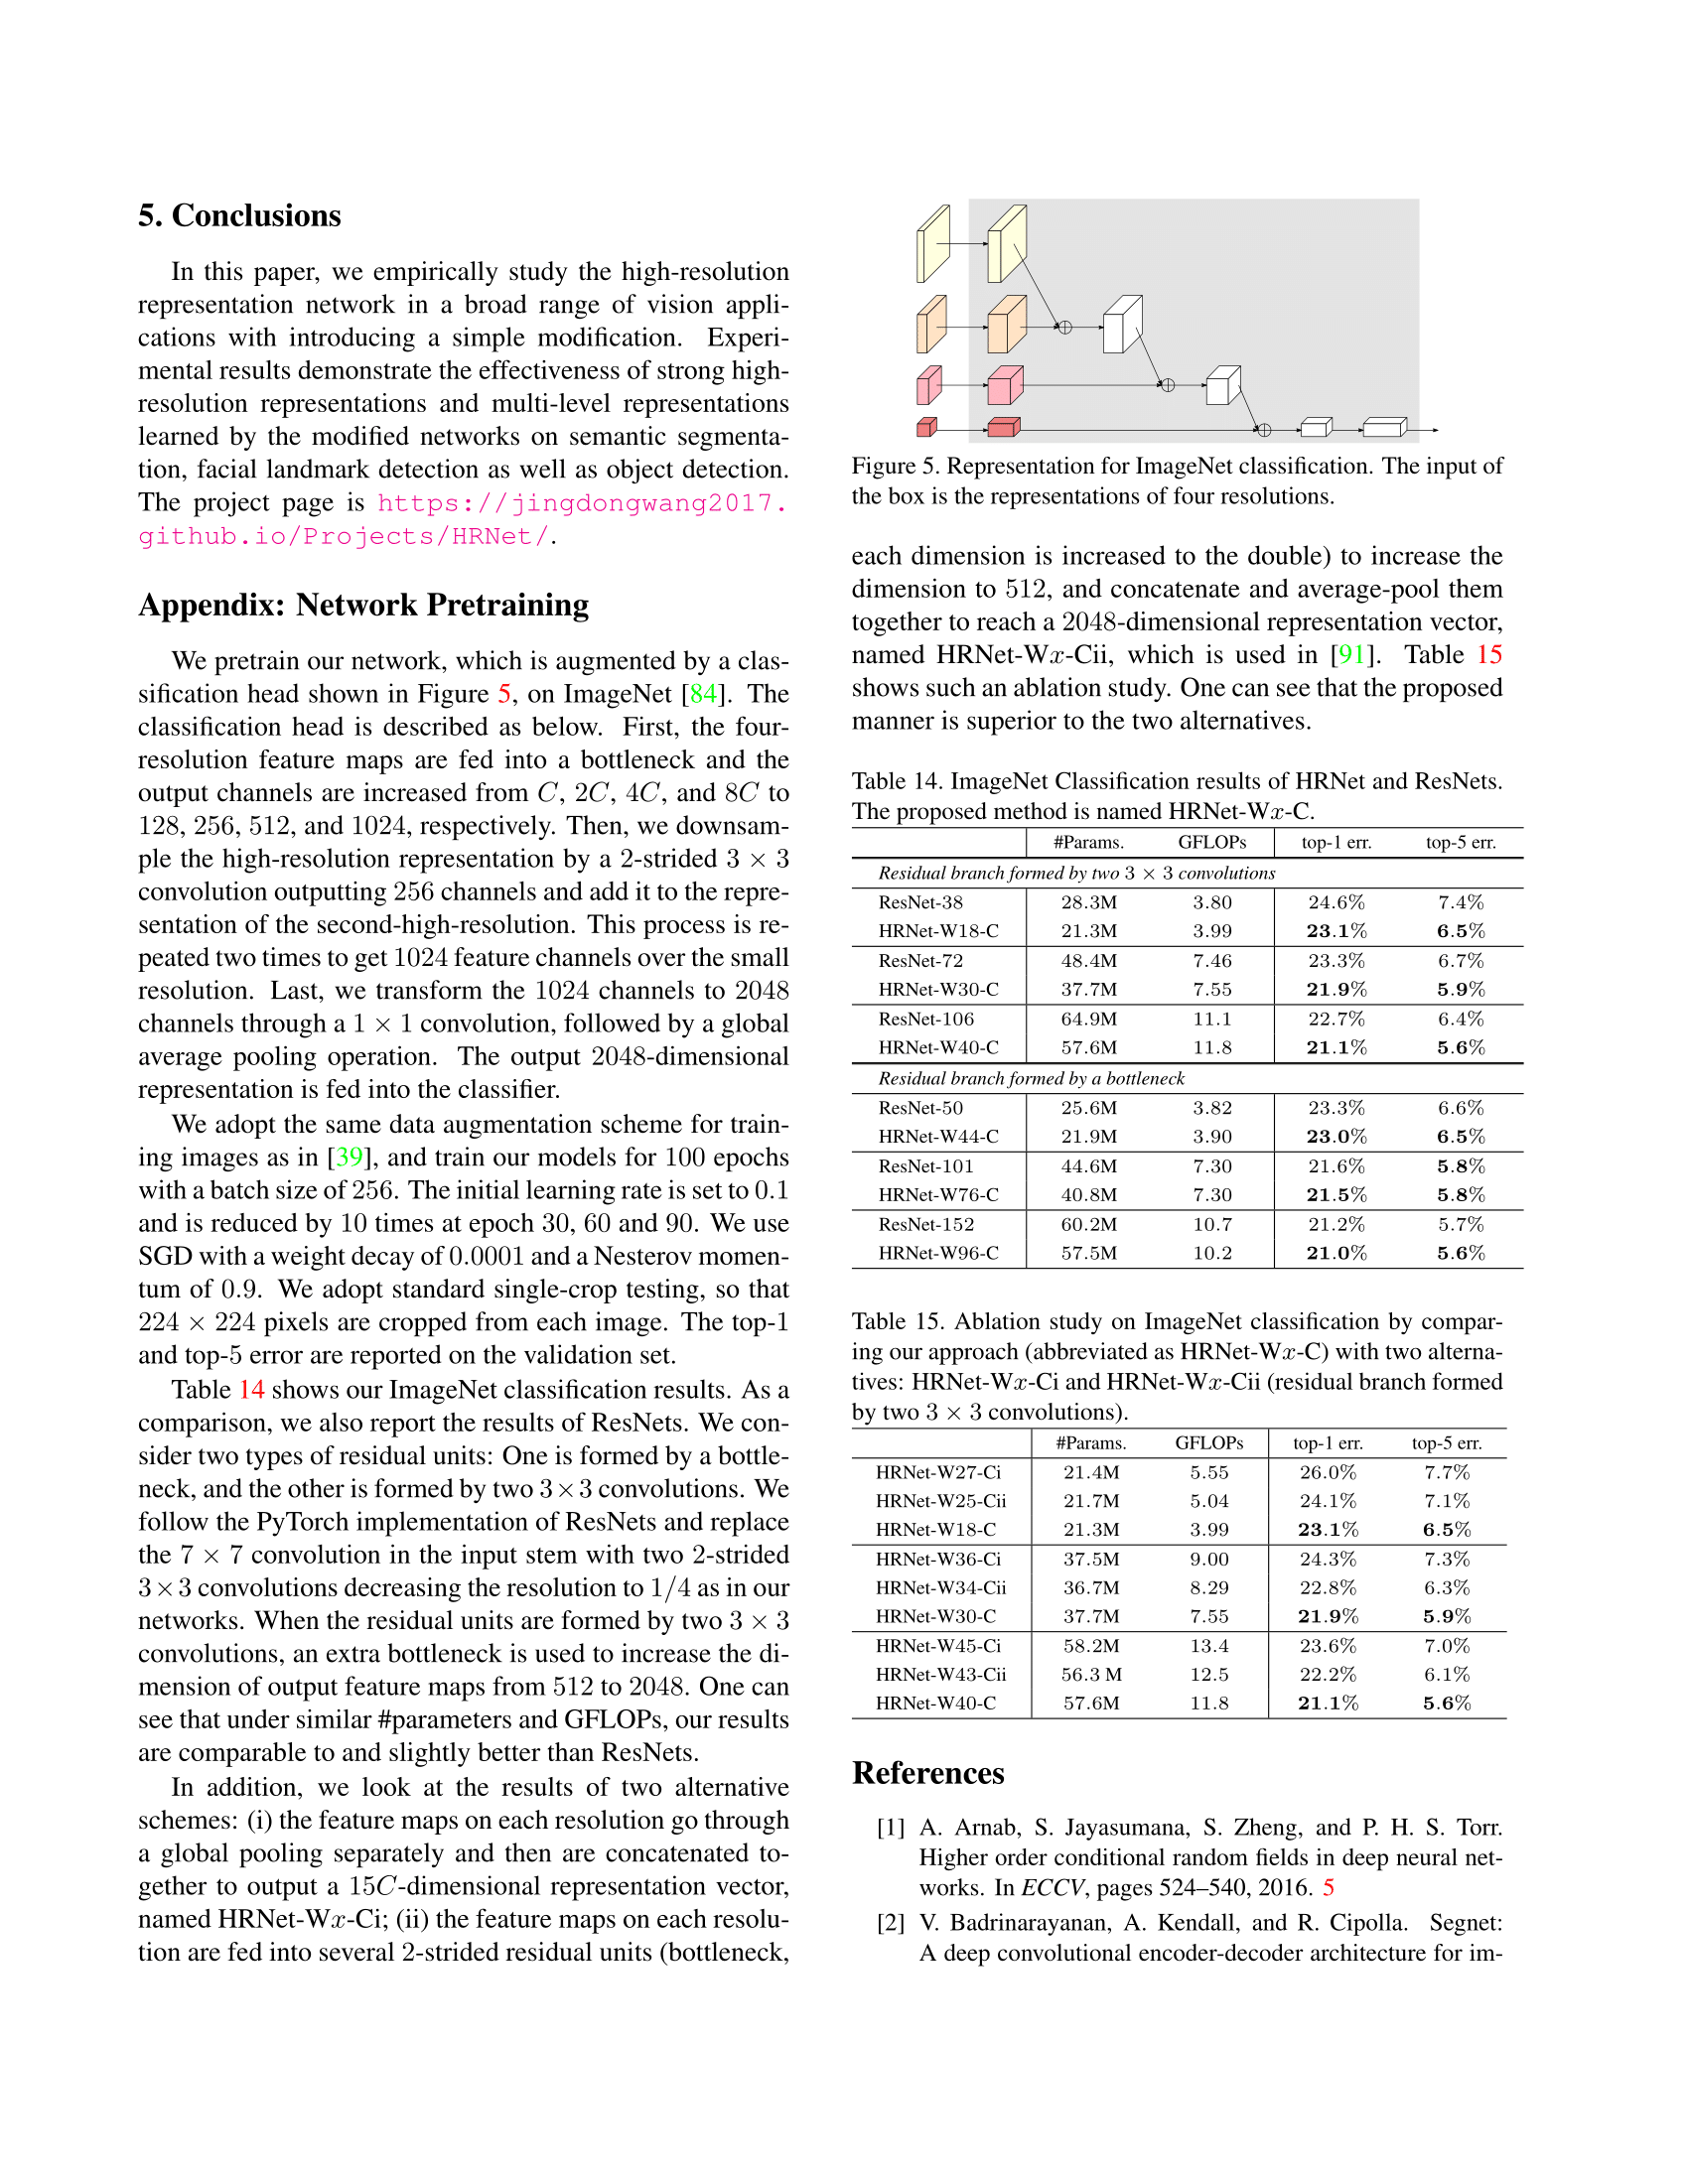 5. Conclusions
In this paper, we empirically study the high-resolution
representation network in a broad range of vision appli-
cations with introducing a simple modification. Experi-
mental results demonstrate the effectiveness of strong high-
resolution representations and multi-level representations
learned by the modified networks on semantic segmenta-
tion, facial landmark detection as well as object detection.
The project page is https://jingdongwang2017.
github.io/Projects/HRNet/.
Appendix: Network Pretraining
We pretrain our network, which is augmented by a clas-
sification head shown in Figure 5, on ImageNet [84]. The
classification head is described as below. First, the four-
resolution feature maps are fed into a bottleneck and the
output channels are increased from C, 2C, 4C, and 8C to
128, 256, 512, and 1024, respectively. Then, we downsam-
ple the high-resolution representation by a 2-strided 3 × 3
convolution outputting 256 channels and add it to the repre-
sentation of the second-high-resolution. This process is re-
peated two times to get 1024 feature channels over the small
resolution. Last, we transform the 1024 channels to 2048
channels through a 1 × 1 convolution, followed by a global
average pooling operation. The output 2048-dimensional
representation is fed into the classifier.
We adopt the same data augmentation scheme for train-
ing images as in [39], and train our models for 100 epochs
with a batch size of 256. The initial learning rate is set to 0.1
and is reduced by 10 times at epoch 30, 60 and 90. We use
SGD with a weight decay of 0.0001 and a Nesterov momen-
tum of 0.9. We adopt standard single-crop testing, so that
224 × 224 pixels are cropped from each image. The top-1
and top-5 error are reported on the validation set.
Table 14 shows our ImageNet classification results. As a
comparison, we also report the results of ResNets. We con-
sider two types of residual units: One is formed by a bottle-
neck, and the other is formed by two 3×3 convolutions. We
follow the PyTorch implementation of ResNets and replace
the 7 × 7 convolution in the input stem with two 2-strided
3×3 convolutions decreasing the resolution to 1/4 as in our
networks. When the residual units are formed by two 3 × 3
convolutions, an extra bottleneck is used to increase the di-
mension of output feature maps from 512 to 2048. One can
see that under similar #parameters and GFLOPs, our results
are comparable to and slightly better than ResNets.
In addition, we look at the results of two alternative
schemes: (i) the feature maps on each resolution go through
a global pooling separately and then are concatenated to-
gether to output a 15C-dimensional representation vector,
named HRNet-Wx-Ci; (ii) the feature maps on each resolu-
tion are fed into several 2-strided residual units (bottleneck,
Figure 5. Representation for ImageNet classification. The input of
the box is the representations of four resolutions.
each dimension is increased to the double) to increase the
dimension to 512, and concatenate and average-pool them
together to reach a 2048-dimensional representation vector,
named HRNet-Wx-Cii, which is used in [91]. Table 15
shows such an ablation study. One can see that the proposed
manner is superior to the two alternatives.
Table 14. ImageNet Classification results of HRNet and ResNets.
The proposed method is named HRNet-Wx-C.
#Params. GFLOPs top-1 err. top-5 err.
Residual branch formed by two 3 × 3 convolutions
ResNet-38 28.3M 3.80 24.6% 7.4%
HRNet-W18-C 21.3M 3.99 23.1% 6.5%
ResNet-72 48.4M 7.46 23.3% 6.7%
HRNet-W30-C 37.7M 7.55 21.9% 5.9%
ResNet-106 64.9M 11.1 22.7% 6.4%
HRNet-W40-C 57.6M 11.8 21.1% 5.6%
Residual branch formed by a bottleneck
ResNet-50 25.6M 3.82 23.3% 6.6%
HRNet-W44-C 21.9M 3.90 23.0% 6.5%
ResNet-101 44.6M 7.30 21.6% 5.8%
HRNet-W76-C 40.8M 7.30 21.5% 5.8%
ResNet-152 60.2M 10.7 21.2% 5.7%
HRNet-W96-C 57.5M 10.2 21.0% 5.6%
Table 15. Ablation study on ImageNet classification by compar-
ing our approach (abbreviated as HRNet-Wx-C) with two alterna-
tives: HRNet-Wx-Ci and HRNet-Wx-Cii (residual branch formed
by two 3 × 3 convolutions).
#Params. GFLOPs top-1 err. top-5 err.
HRNet-W27-Ci 21.4M 5.55 26.0% 7.7%
HRNet-W25-Cii 21.7M 5.04 24.1% 7.1%
HRNet-W18-C 21.3M 3.99 23.1% 6.5%
HRNet-W36-Ci 37.5M 9.00 24.3% 7.3%
HRNet-W34-Cii 36.7M 8.29 22.8% 6.3%
HRNet-W30-C 37.7M 7.55 21.9% 5.9%
HRNet-W45-Ci 58.2M 13.4 23.6% 7.0%
HRNet-W43-Cii 56.3 M 12.5 22.2% 6.1%
HRNet-W40-C 57.6M 11.8 21.1% 5.6%
References
[1] A. Arnab, S. Jayasumana, S. Zheng, and P. H. S. Torr.
Higher order conditional random fields in deep neural net-
works. In ECCV, pages 524–540, 2016. 5
[2] V. Badrinarayanan, A. Kendall, and R. Cipolla. Segnet:
A deep convolutional encoder-decoder architecture for im-